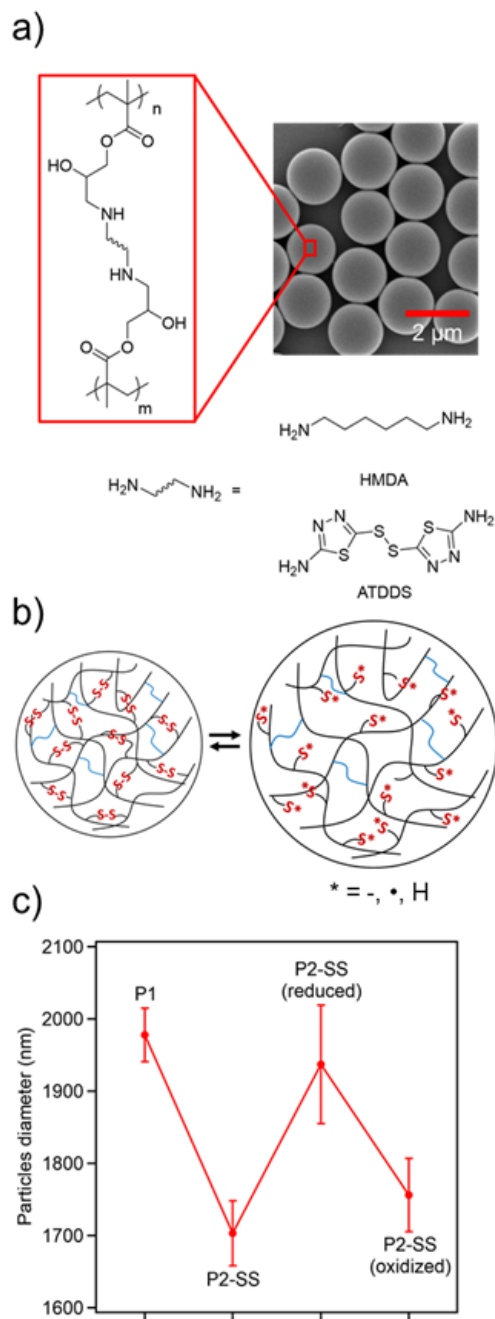 a)
n
O
O
HO
NH
HN
OH
O
O
m
2 μm
H₂N
NH₂
HMDA
H₂N
NH₂ =
N N
S
S
S
S
N N
NH₂
H₂N
ATDDS
b)
S-S
S-S
S-S
S-S
S-S
S-S
S-S
S-S
S-S
S-S
S-S
S-S
S*
S*
S*
S*
S*
S*
S*
S*
S*
S*
S*
S*
S*
S*
* = -, •, H
c)
Particles diameter (nm)
2100
2000
1900
1800
1700
1600
P1
P2-SS
P2-SS
(reduced)
P2-SS
(oxidized)